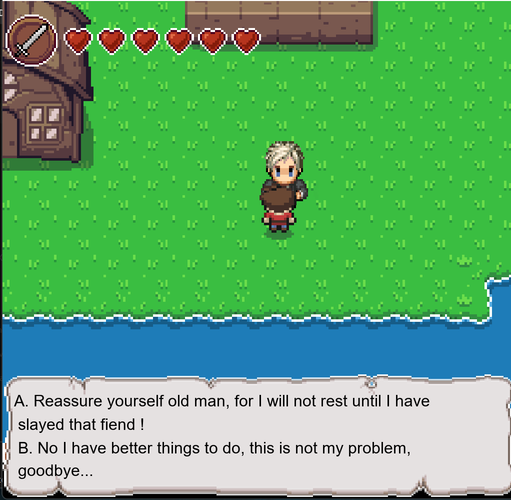 A. Reassure yourself old man, for I will not rest until I have
slayed that fiend !
B. No I have better things to do, this is not my problem,
goodbye...